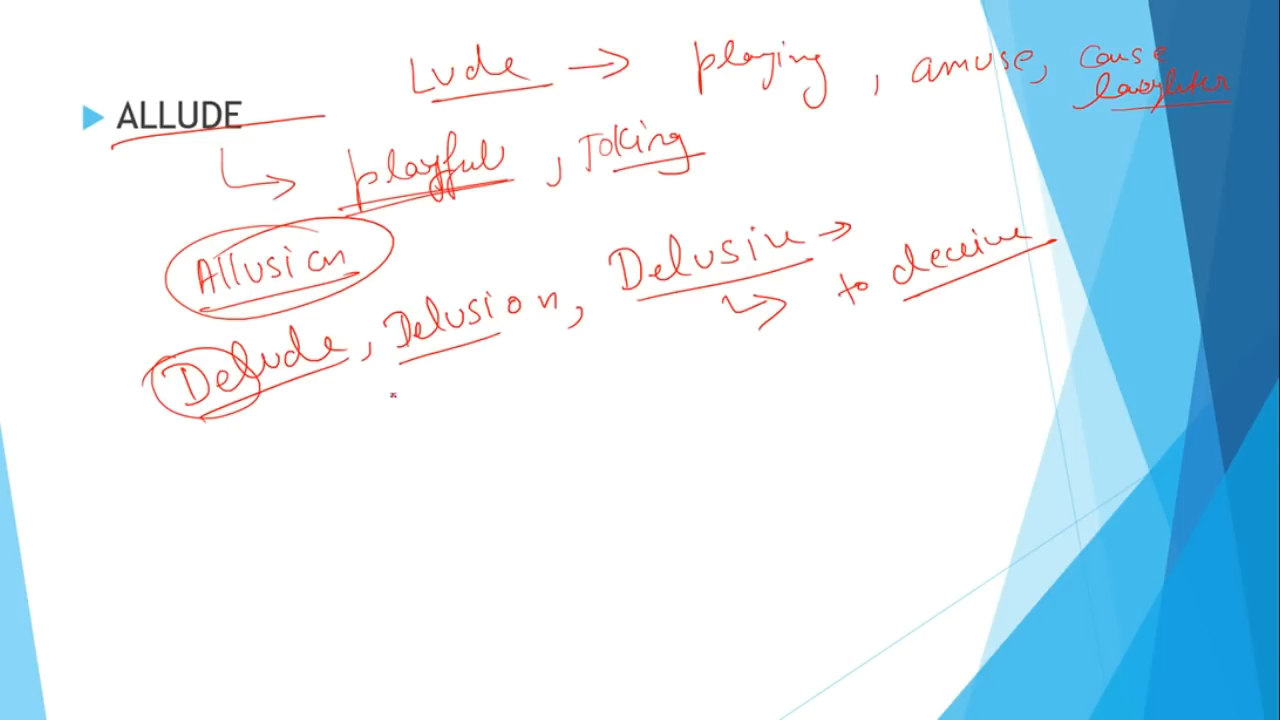 Lude → playing, amuse, cause laughter
ALLUDE
↳ playful, Joking
Allusion
Delude, Delusion, Delusive →
↳ to deceive